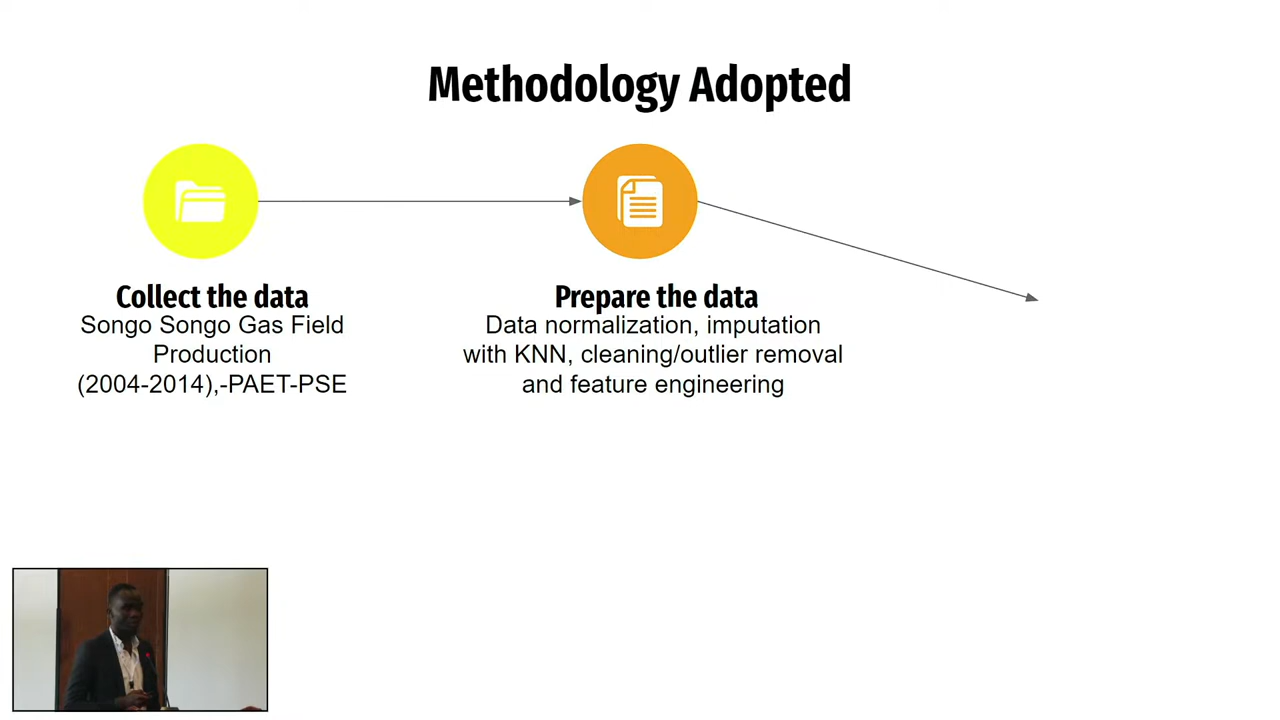 Methodology Adopted
Collect the data
Songo Songo Gas Field
Production
(2004-2014),-PAET-PSE
Prepare the data
Data normalization, imputation
with KNN, cleaning/outlier removal
and feature engineering